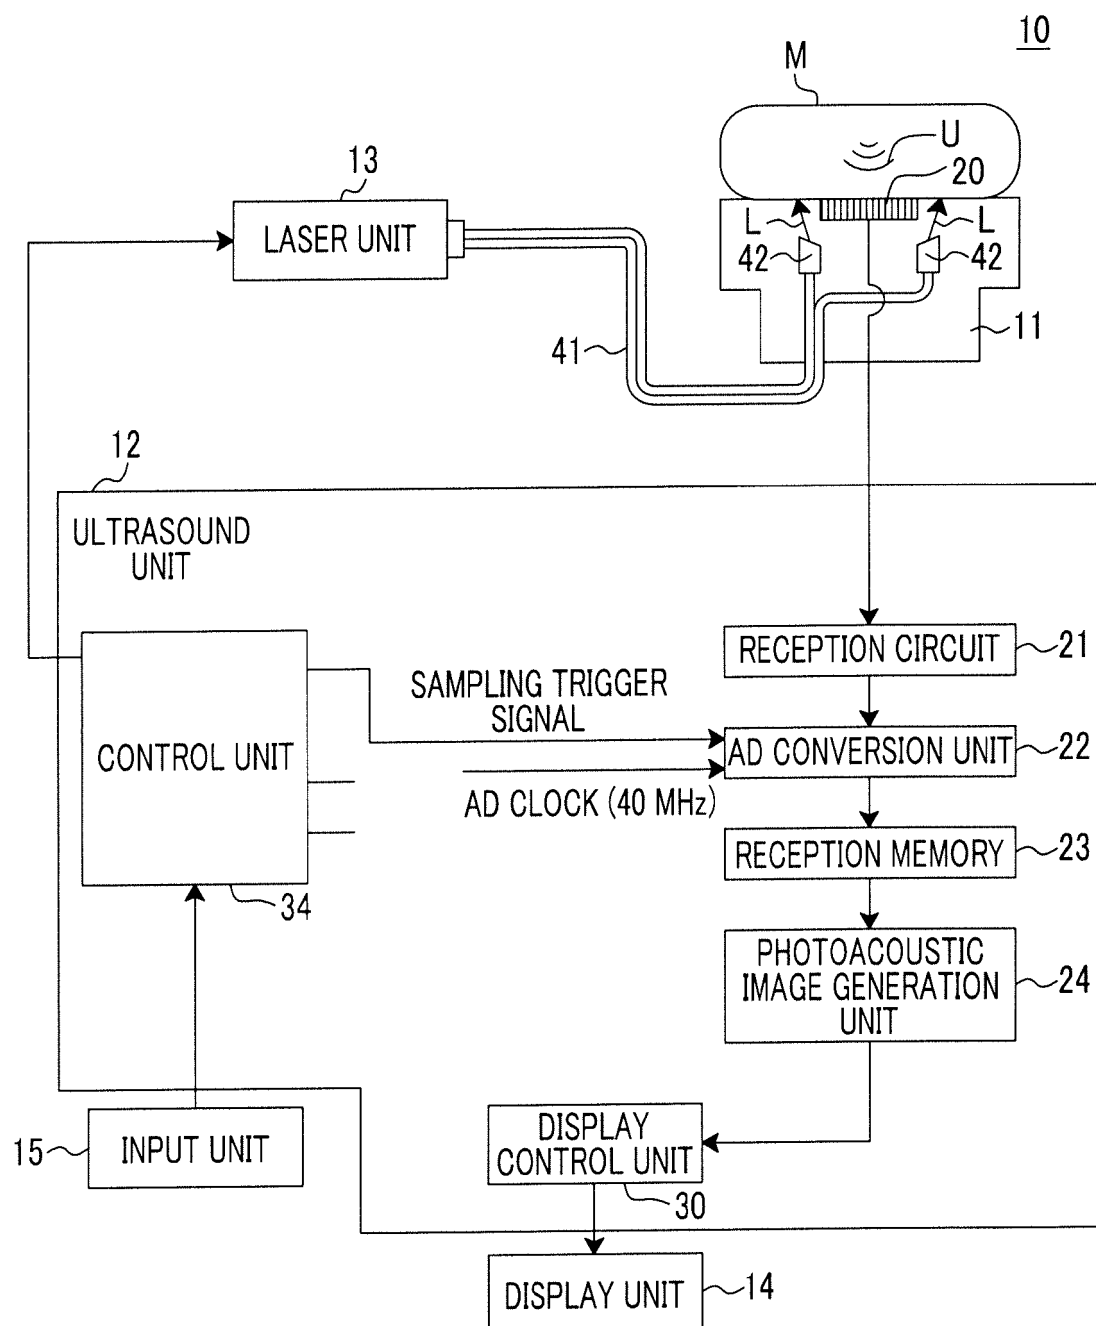 10
M
U
20
13
LASER UNIT
L
L
42
42
11
41
12
ULTRASOUND
UNIT
RECEPTION CIRCUIT
21
SAMPLING TRIGGER
SIGNAL
CONTROL UNIT
AD CONVERSION UNIT
22
AD CLOCK (40 MHz)
RECEPTION MEMORY
23
34
PHOTOACOUSTIC
IMAGE GENERATION
UNIT
24
15
INPUT UNIT
DISPLAY
CONTROL UNIT
30
DISPLAY UNIT
14